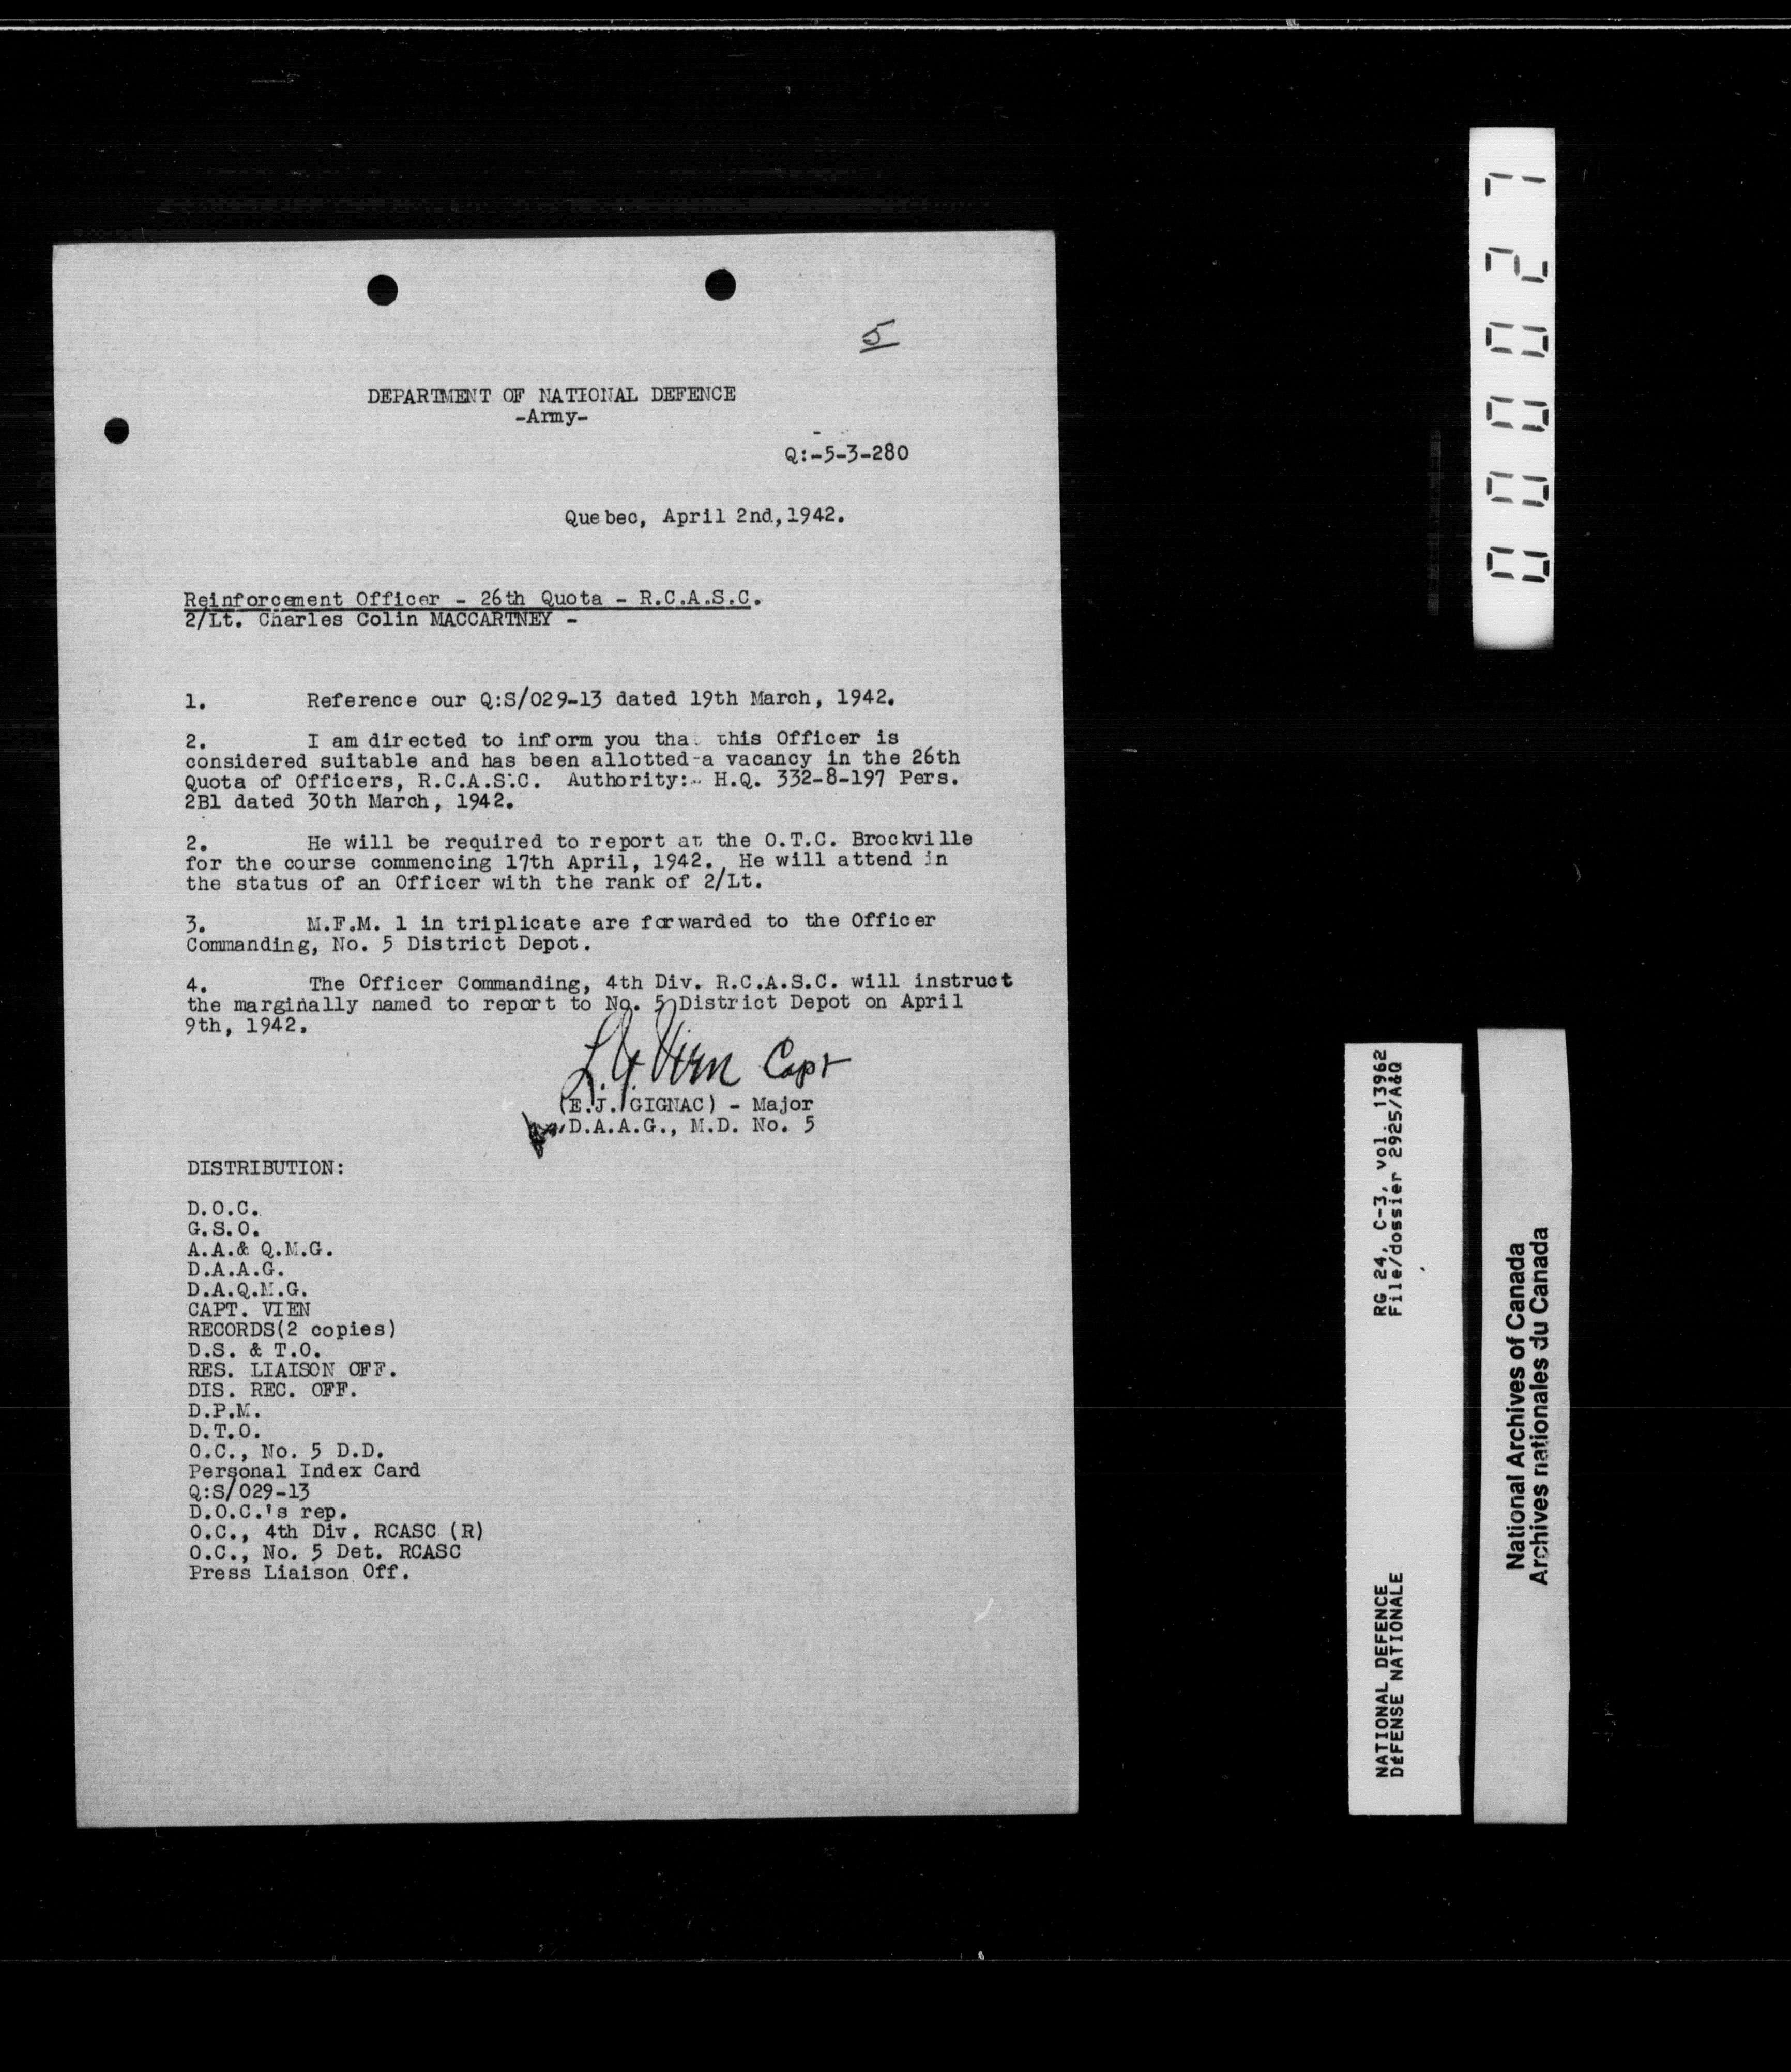 5
DEPARTMENT OF NATIONAL DEFENCE
-Army-
Q:-5-3-280
Quebec, April 2nd,1942.
Reinforcement Officer - 26th Quota - R.C.A.S.C.
2/Lt. Charles Colin MACCARTNEY -
1. Reference our Q:S/029-13 dated 19th March, 1942.
2. I am directed to inform you that this Officer is
considered suitable and has been allotted a vacancy in the 26th
Quota of Officers, R.C.A.S.C. Authority:- H.Q. 332-8-197 Pers.
2B1 dated 30th March, 1942.
2. He will be required to report at the O.T.C. Brockville
for the course commencing 17th April, 1942. He will attend in
the status of an Officer with the rank of 2/Lt.
3. M.F.M. 1 in triplicate are forwarded to the Officer
Commanding, No. 5 District Depot.
4. The Officer Commanding, 4th Div. R.C.A.S.C. will instruct
the marginally named to report to No. 5 District Depot on April
9th, 1942.
Vien Capt
(E.J. GIGNAC) - Major
D.A.A.G., M.D. No. 5
DISTRIBUTION:
D.O.C.
G.S.O.
A.A.& Q.M.G.
D.A.A.G.
D.A.Q.M.G.
CAPT. VIEN
RECORDS(2 copies)
D.S. & T.O.
RES. LIAISON OFF.
DIS. REC. OFF.
D.P.M.
D.T.O.
O.C., No. 5 D.D.
Personal Index Card
Q:S/029-13
D.O.C.'s rep.
O.C., 4th Div. RCASC (R)
O.C., No. 5 Det. RCASC
Press Liaison Off.
000027
RG 24, C-3, vol. 13962
File/dossier 2925/A&Q
NATIONAL DEFENCE
DÉFENSE NATIONALE
National Archives of Canada
Archives nationales du Canada